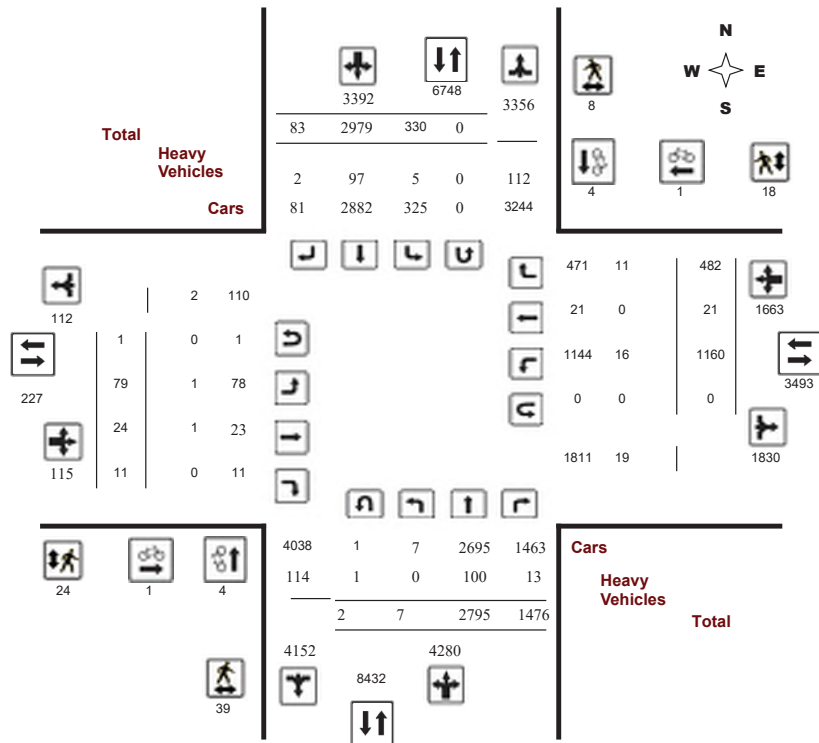 N
W E
S
3392 6748 3356 8
Total 83 2979 330 0
Heavy
Vehicles
2 97 5 0 112
4 1 18
Cars 81 2882 325 0 3244
471 11 482
2 110
112
21 0 21 1663
1 0 1
1144 16 1160
3493
79 1 78
227
0 0 0
24 1 23
115 11 0 11
1811 19 1830
4038 1 7 2695 1463 Cars
114 1 0 100 13 Heavy
Vehicles
24 1 4
2 7 2795 1476 Total
4152 4280
8432
39